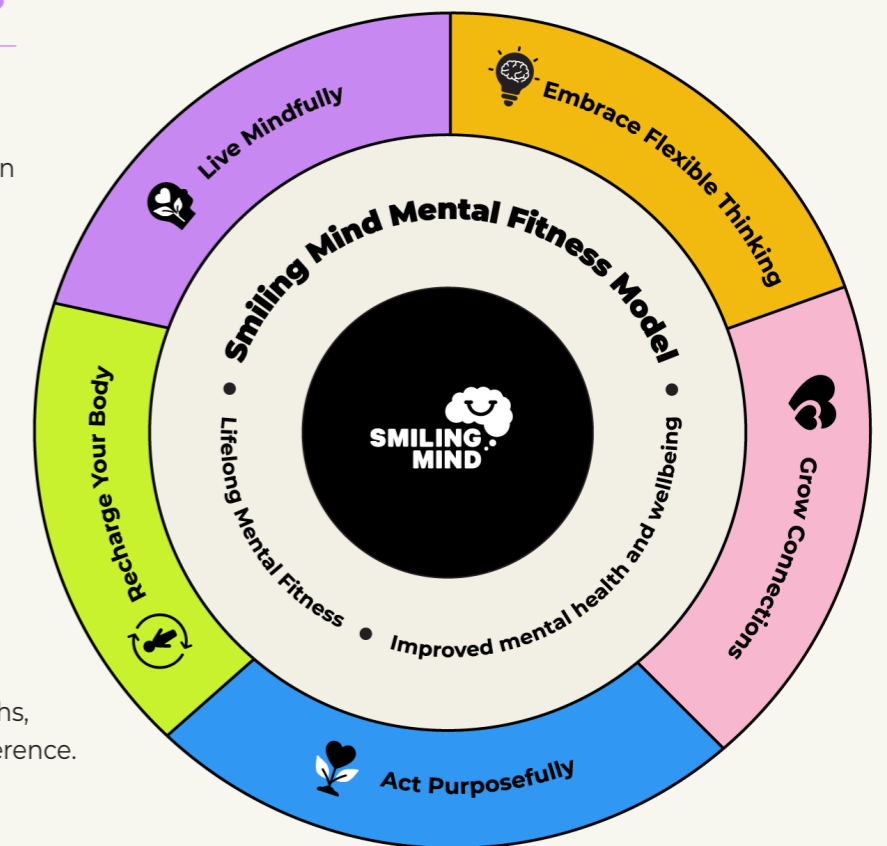 Live Mindfully
Embrace Flexible Thinking
Grow Connections
Act Purposefully
Recharge Your Body
Smiling Mind Mental Fitness Model
Lifelong Mental Fitness
Improved mental health and wellbeing
SMILING
MIND